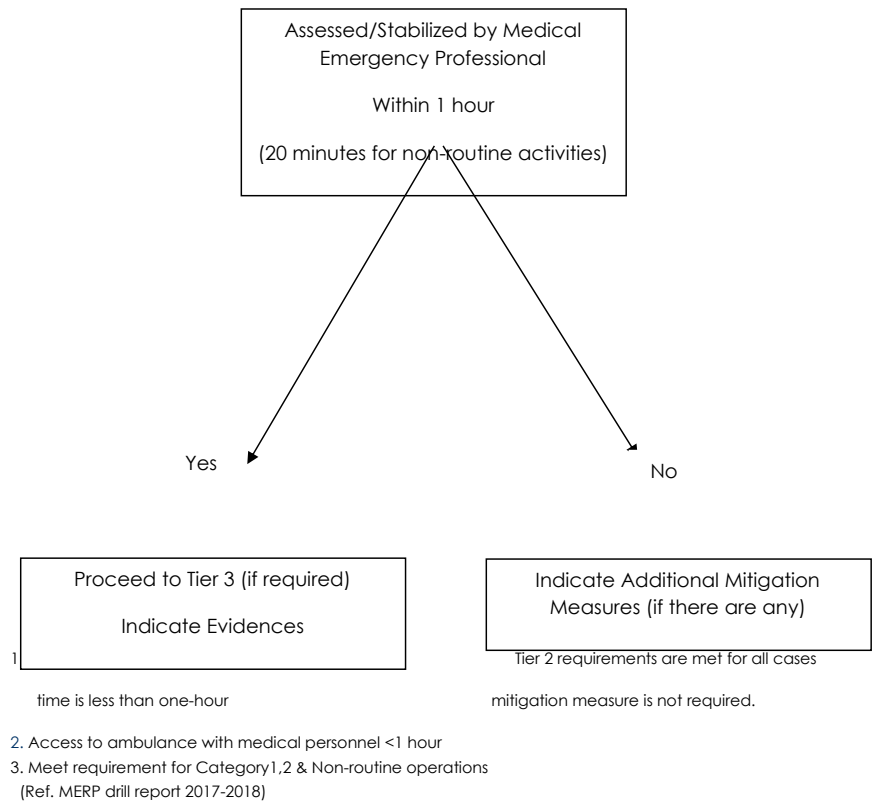 Assessed/Stabilized by Medical
Emergency Professional
Within 1 hour
(20 minutes for non-routine activities)
Yes
No
Proceed to Tier 3 (if required)
Indicate Evidences
Indicate Additional Mitigation
Measures (if there are any)
1
Tier 2 requirements are met for all cases
time is less than one-hour
mitigation measure is not required.
2. Access to ambulance with medical personnel <1 hour
3. Meet requirement for Category1,2 & Non-routine operations
(Ref. MERP drill report 2017-2018)